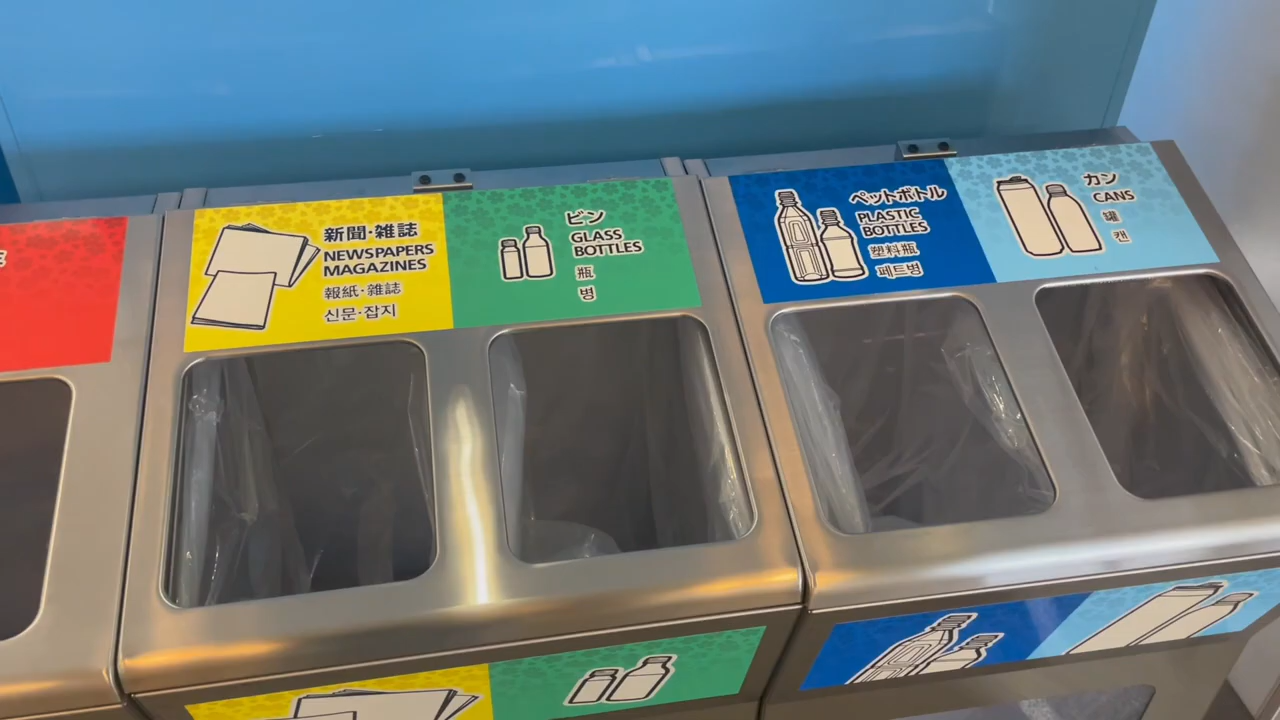 新聞・雑誌
NEWSPAPERS
MAGAZINES
報紙・雜誌
신문·잡지
ビン
GLASS
BOTTLES
瓶
병
ペットボトル
PLASTIC
BOTTLES
塑料瓶
페트병
カン
CANS
罐
캔